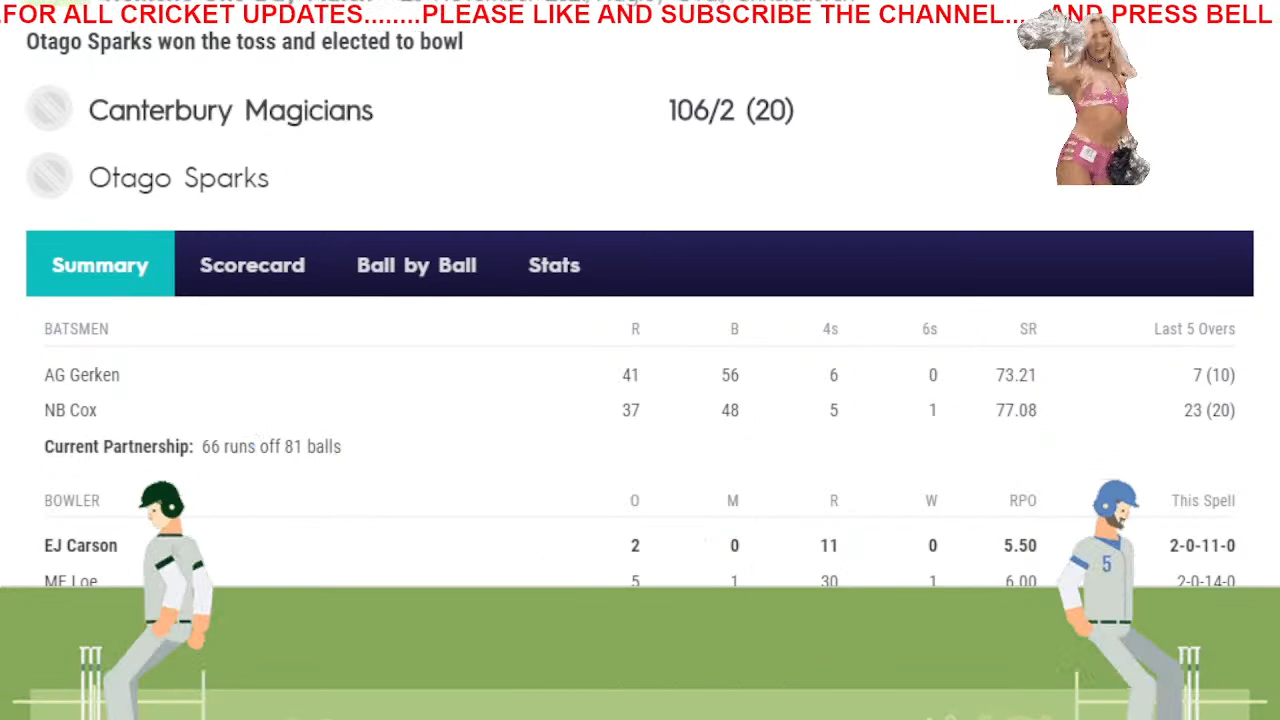 .FOR ALL CRICKET UPDATES........PLEASE LIKE AND SUBSCRIBE THE CHANNEL... AND PRESS BELL
Otago Sparks won the toss and elected to bowl
Canterbury Magicians 106/2 (20)
Otago Sparks
Summary Scorecard Ball by Ball Stats
BATSMEN R B 4s 6s SR Last 5 Overs
AG Gerken 41 56 6 0 73.21 7 (10)
NB Cox 37 48 5 1 77.08 23 (20)
Current Partnership: 66 runs off 81 balls
BOWLER O M R W RPO This Spell
EJ Carson 2 0 11 0 5.50 2-0-11-0
MF Loe 5 1 30 1 6.00 2-0-14-0
5